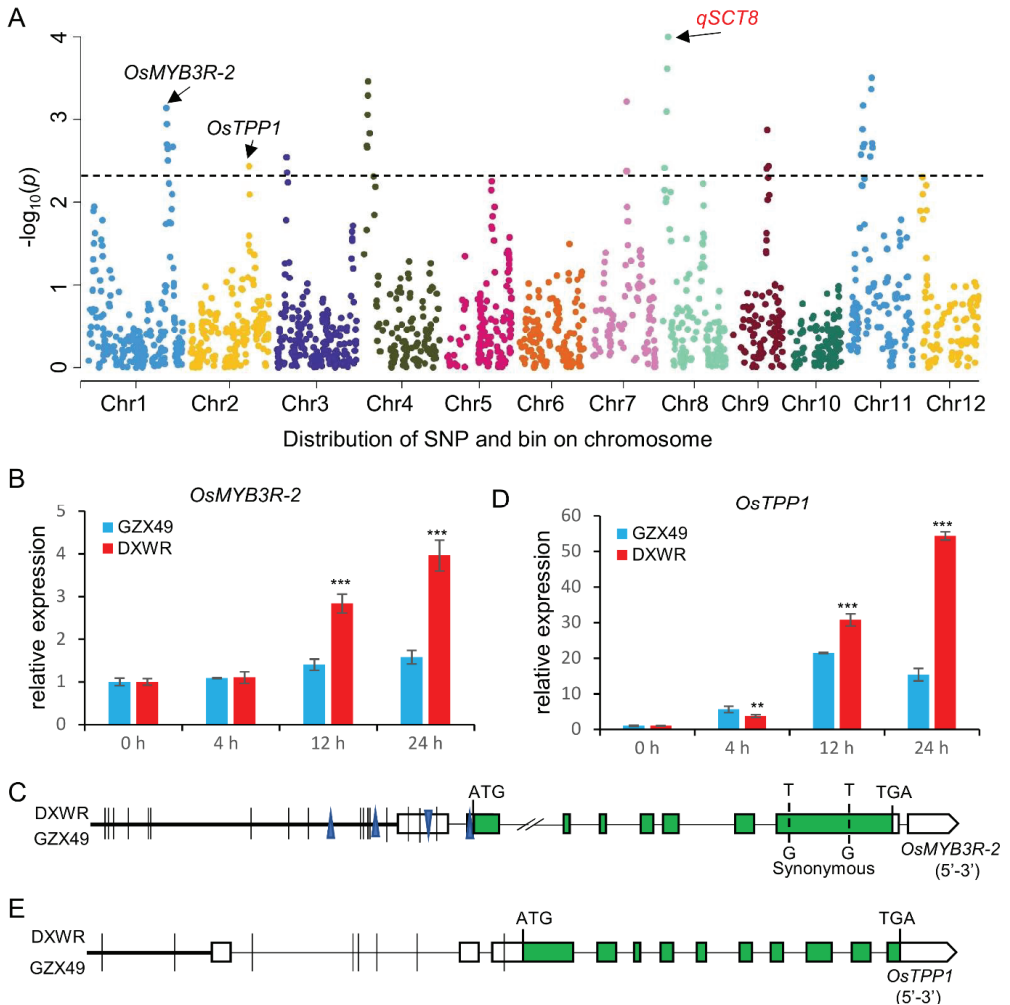 A
qSCT8
OsMYB3R-2
OsTPP1
4
3
2
1
0
-log10(p)
Chr1 Chr2 Chr3 Chr4 Chr5 Chr6 Chr7 Chr8 Chr9 Chr10 Chr11 Chr12
Distribution of SNP and bin on chromosome
B
OsMYB3R-2
GZX49
DXWR
relative expression
5
4
3
2
1
0
***
***
0 h 4 h 12 h 24 h
D
OsTPP1
GZX49
DXWR
relative expression
60
50
40
30
20
10
0
**
***
***
0 h 4 h 12 h 24 h
C
DXWR
GZX49
ATG
T T
TGA
G G
Synonymous
OsMYB3R-2
(5'-3')
E
DXWR
GZX49
ATG
TGA
OsTPP1
(5'-3')